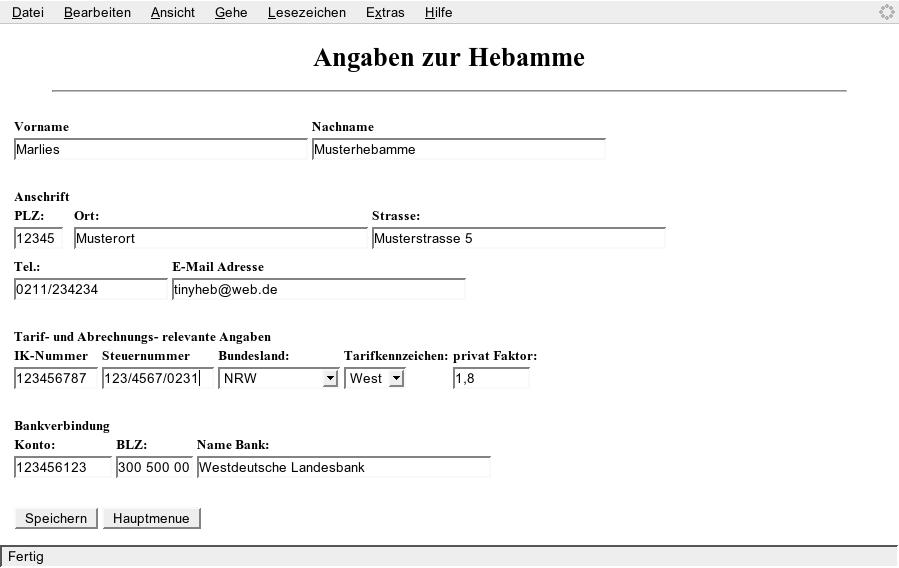 Datei Bearbeiten Ansicht Gehe Lesezeichen Extras Hilfe
Angaben zur Hebamme
Vorname Nachname
Marlies Musterhebamme
Anschrift
PLZ: Ort: Strasse:
12345 Musterort Musterstrasse 5
Tel.: E-Mail Adresse
0211/234234 tinyheb@web.de
Tarif- und Abrechnungs- relevante Angaben
IK-Nummer Steuernummer Bundesland: Tarifkennzeichen: privat Faktor:
123456787 123/4567/0231 NRW West 1,8
Bankverbindung
Konto: BLZ: Name Bank:
123456123 300 500 00 Westdeutsche Landesbank
Speichern Hauptmenue
Fertig